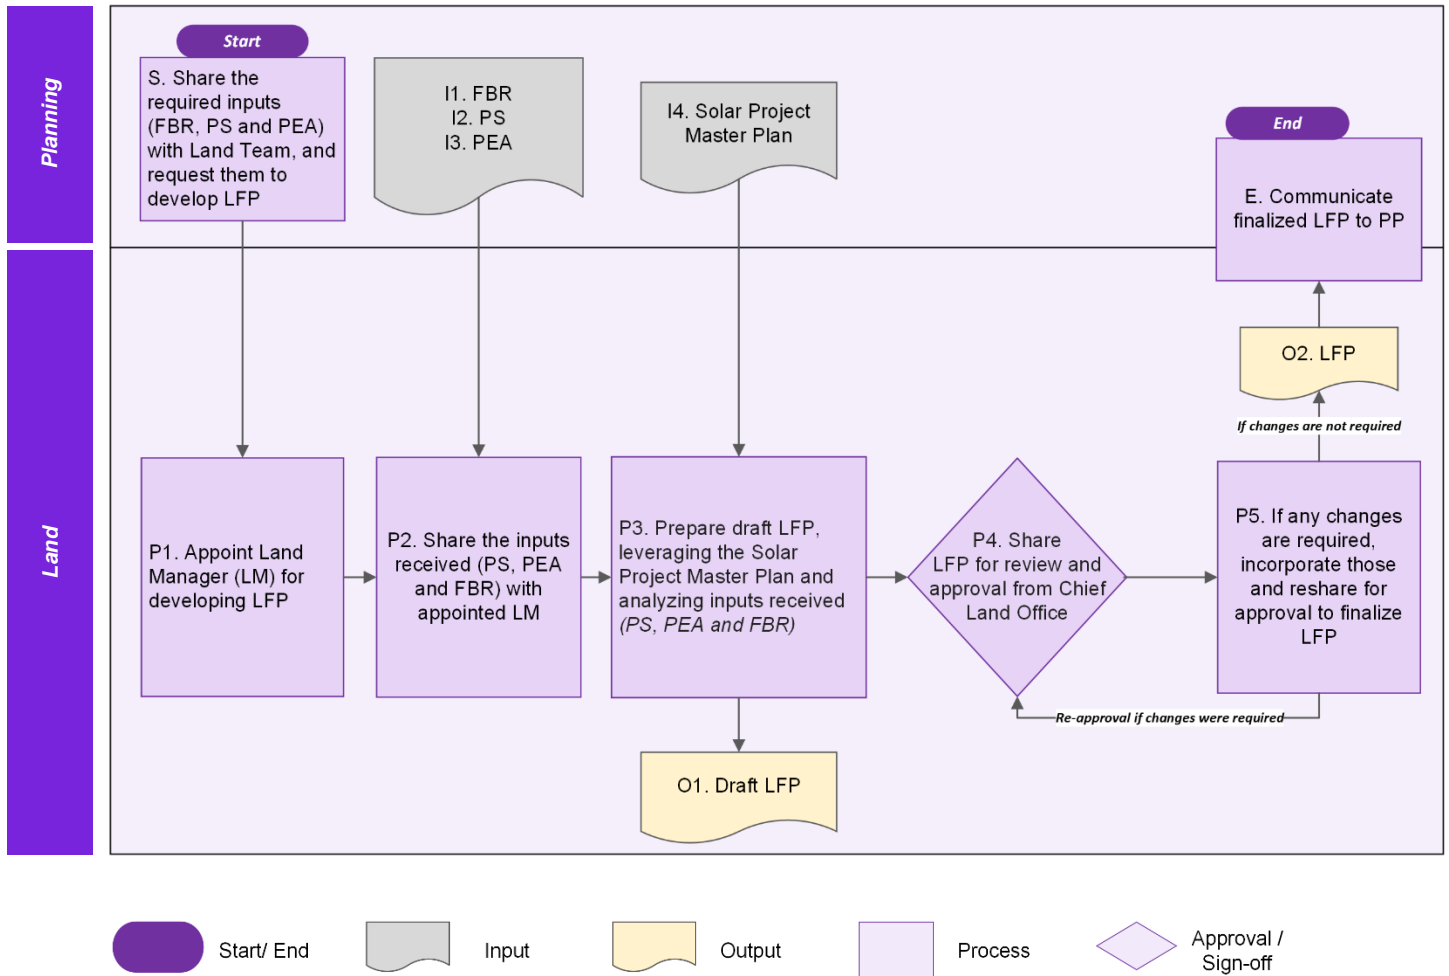 Planning
Start
S. Share the
required inputs
(FBR, PS and PEA)
with Land Team, and
request them to
develop LFP
I1. FBR
I2. PS
I3. PEA
I4. Solar Project
Master Plan
End
E. Communicate
finalized LFP to PP
Land
O2. LFP
If changes are not required
P1. Appoint Land
Manager (LM) for
developing LFP
P2. Share the inputs
received (PS, PEA
and FBR) with
appointed LM
P3. Prepare draft LFP,
leveraging the Solar
Project Master Plan and
analyzing inputs received
(PS, PEA and FBR)
P4. Share
LFP for review and
approval from Chief
Land Office
P5. If any changes
are required,
incorporate those
and reshare for
approval to finalize
LFP
Re-approval if changes were required
O1. Draft LFP
Start/ End
Input
Output
Process
Approval /
Sign-off